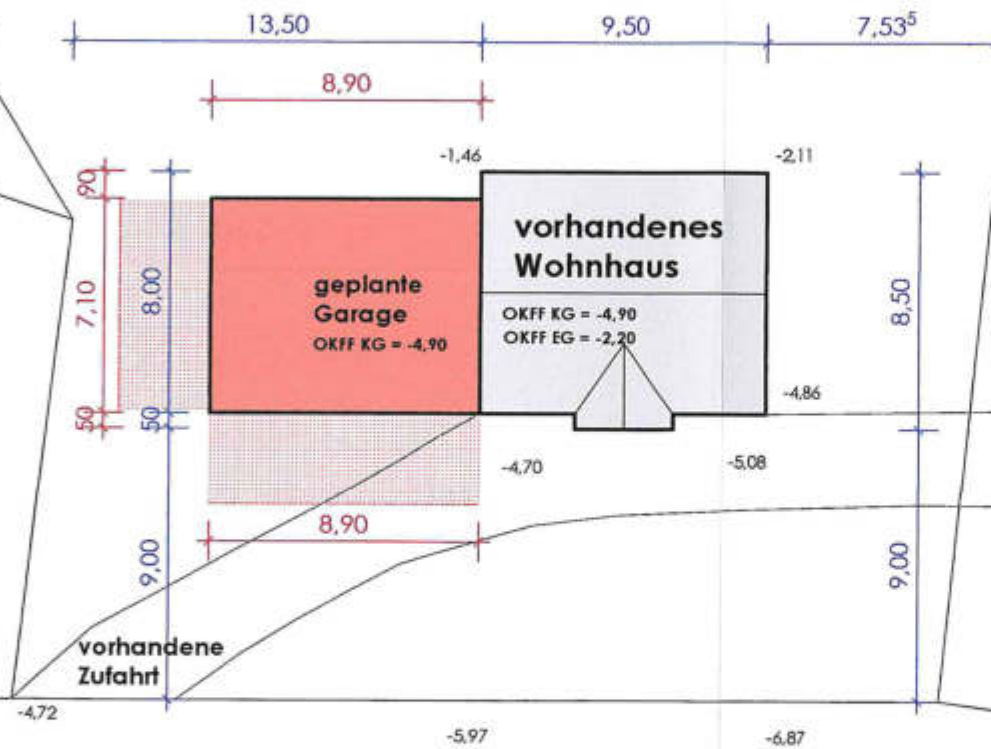 13,50
9,50
7,53⁵
8,90
-1,46
-2,11
,90
vorhandenes
Wohnhaus
geplante
Garage
OKFF KG = -4,90
OKFF KG = -4,90
OKFF EG = -2,20
7,10
8,00
8,50
-4,86
50
50
-4,70
-5,08
8,90
9,00
9,00
vorhandene
Zufahrt
-4,72
-5,97
-6,87